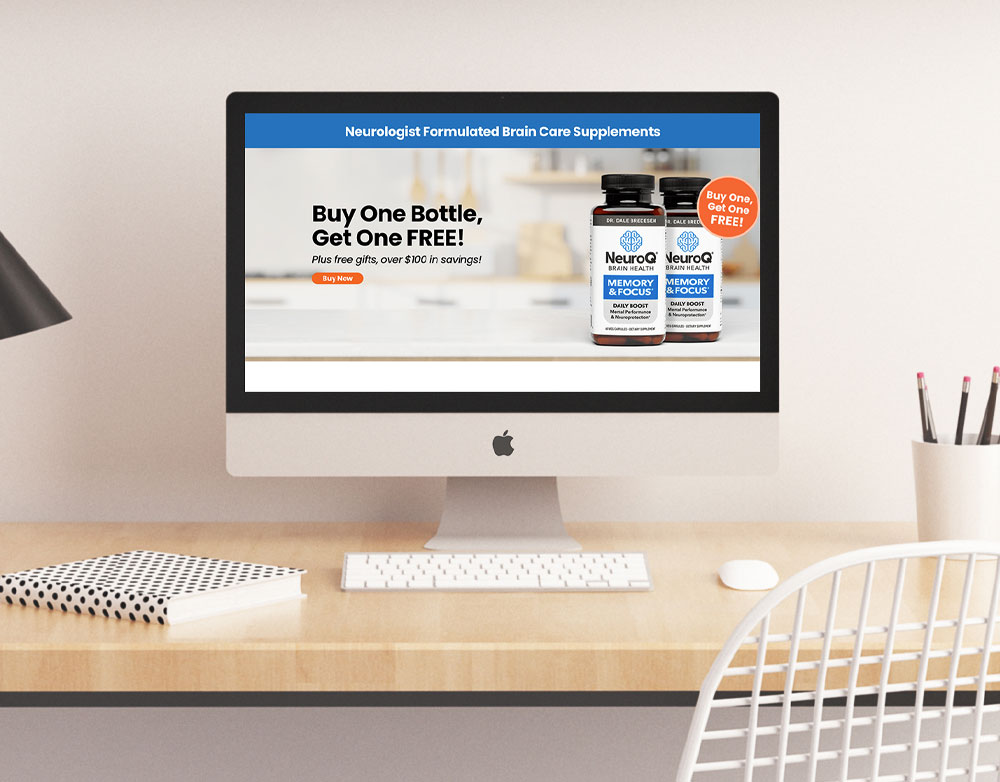 Neurologist Formulated Brain Care Supplements
Buy One Bottle,
Get One FREE!
Plus free gifts, over $100 in savings!
Buy Now
Buy One,
Get One
FREE!
DR. DALE BREDESEN
NeuroQ
BRAIN HEALTH
MEMORY
& FOCUS
DAILY BOOST
Mental Performance
& Neuroprotection
DR. DALE BREDE
NeuroQ
BRAIN HEALTH
MEMORY
& FOCUS
DAILY BOOST
Mental Performance
& Neuroprotection